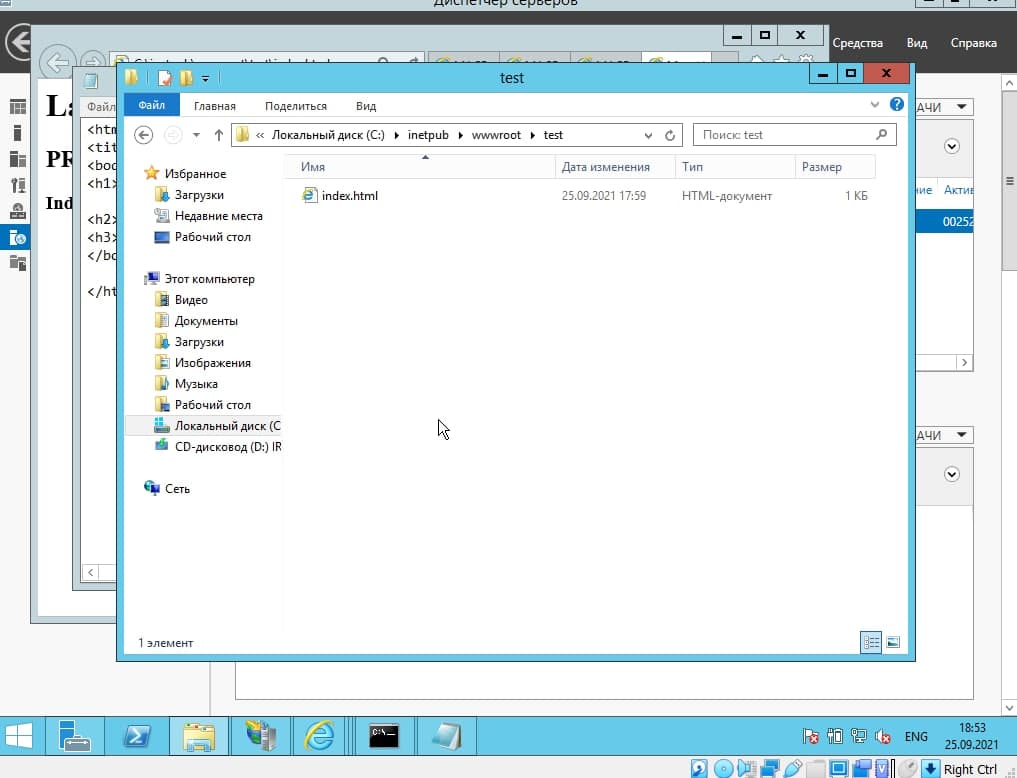 Диспетчер серверов
Средства Вид Справка
test
Файл
Файл Главная Поделиться Вид
АЧИ
« Локальный диск (C:) inetpub wwwroot test
Поиск: test
<htm
<tit
<bod
<h1>
<h2>
<h3>
</bo
</ht
La
PR
Ind
Имя Дата изменения Тип Размер
index.html 25.09.2021 17:59 HTML-документ 1 КБ
Избранное
Загрузки
Недавние места
Рабочий стол
Этот компьютер
Видео
Документы
Загрузки
Изображения
Музыка
Рабочий стол
Локальный диск (C
CD-дисковод (D:) IR
Сеть
ние Актив
00252
АЧИ
1 элемент
C:\
ENG
18:53
25.09.2021
Right Ctrl